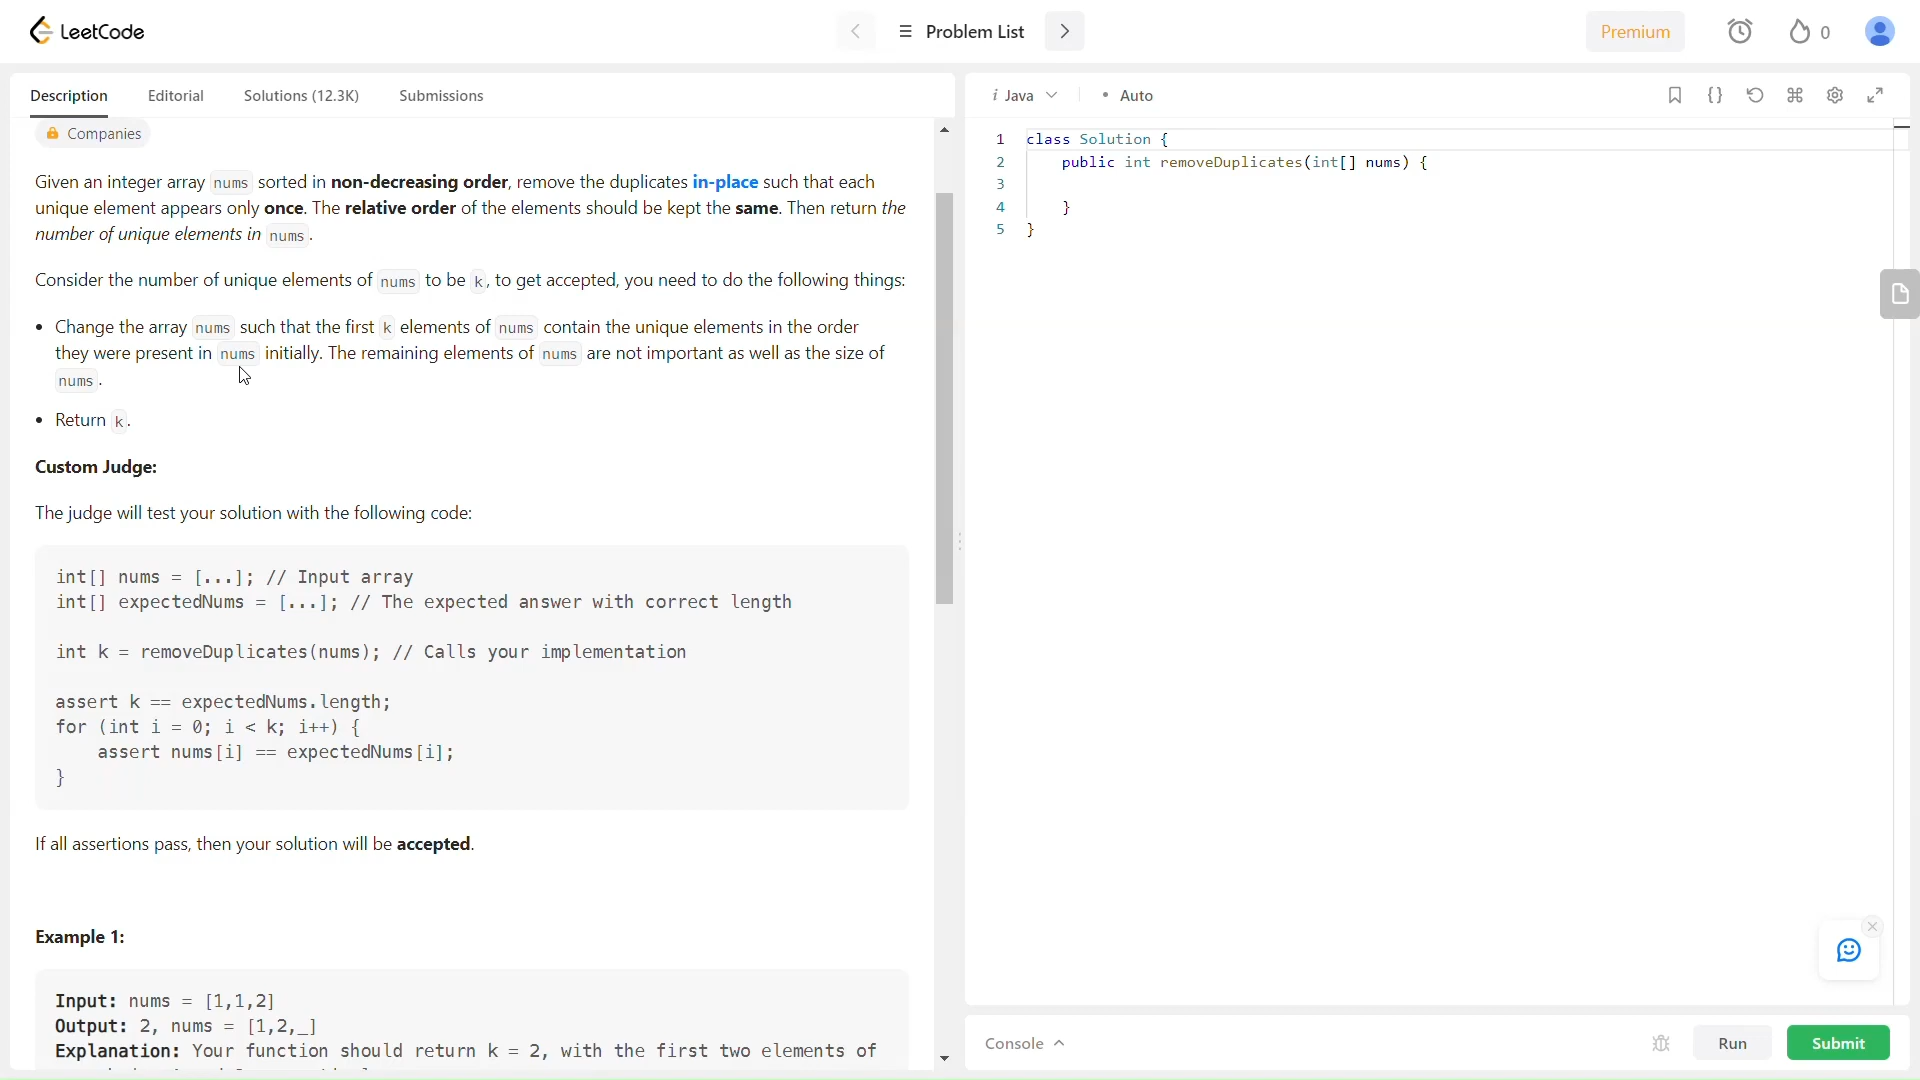 LeetCode
Problem List
Premium
0
Description Editorial Solutions (12.3K) Submissions
Companies
Given an integer array nums sorted in non-decreasing order, remove the duplicates in-place such that each
unique element appears only once. The relative order of the elements should be kept the same. Then return the
number of unique elements in nums.
Consider the number of unique elements of nums to be k, to get accepted, you need to do the following things:
• Change the array nums such that the first k elements of nums contain the unique elements in the order
they were present in nums initially. The remaining elements of nums are not important as well as the size of
nums.
• Return k.
Custom Judge:
The judge will test your solution with the following code:
int[] nums = [...]; // Input array
int[] expectedNums = [...]; // The expected answer with correct length
int k = removeDuplicates(nums); // Calls your implementation
assert k == expectedNums.length;
for (int i = 0; i < k; i++) {
    assert nums[i] == expectedNums[i];
}
If all assertions pass, then your solution will be accepted.
Example 1:
Input: nums = [1,1,2]
Output: 2, nums = [1,2,_]
Explanation: Your function should return k = 2, with the first two elements of
i Java • Auto
1 class Solution {
2     public int removeDuplicates(int[] nums) {
3
4     }
5 }
Console
Run
Submit